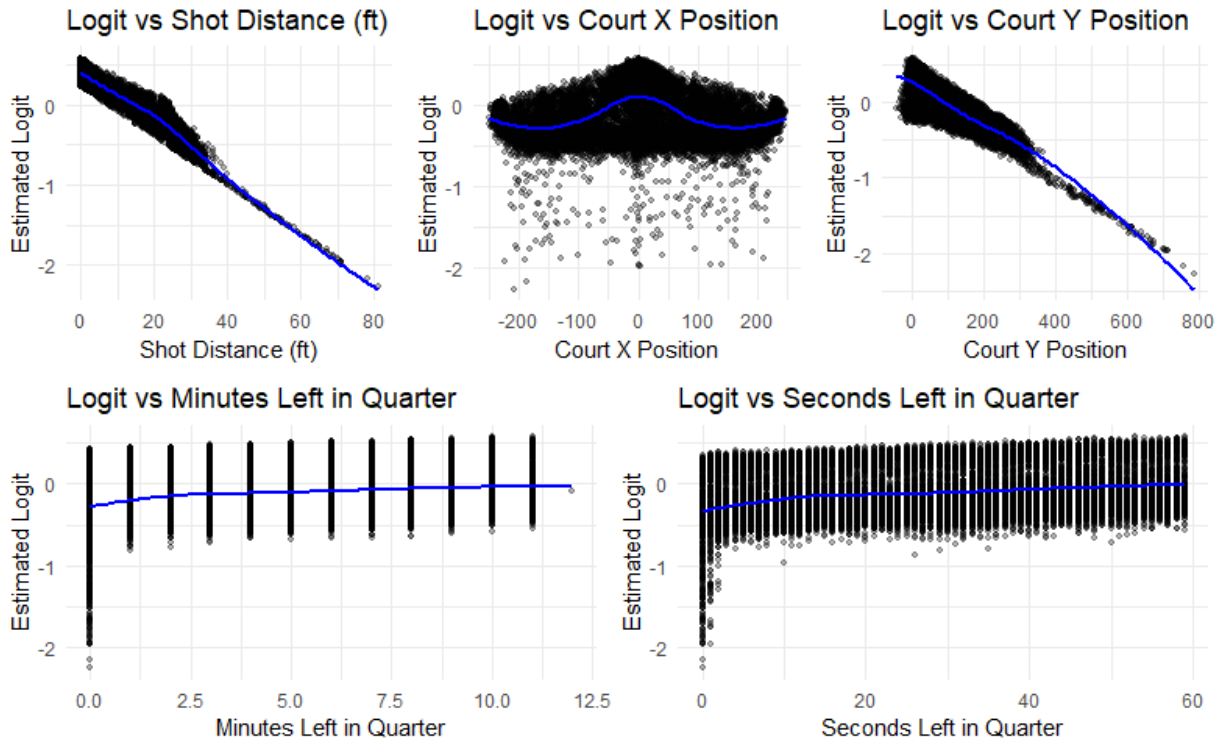 Logit vs Shot Distance (ft)
Estimated Logit
0
-1
-2
0 20 40 60 80
Shot Distance (ft)
Logit vs Court X Position
Estimated Logit
0
-1
-2
-200 -100 0 100 200
Court X Position
Logit vs Court Y Position
Estimated Logit
0
-1
-2
0 200 400 600 800
Court Y Position
Logit vs Minutes Left in Quarter
Estimated Logit
0
-1
-2
0.0 2.5 5.0 7.5 10.0 12.5
Minutes Left in Quarter
Logit vs Seconds Left in Quarter
Estimated Logit
0
-1
-2
0 20 40 60
Seconds Left in Quarter